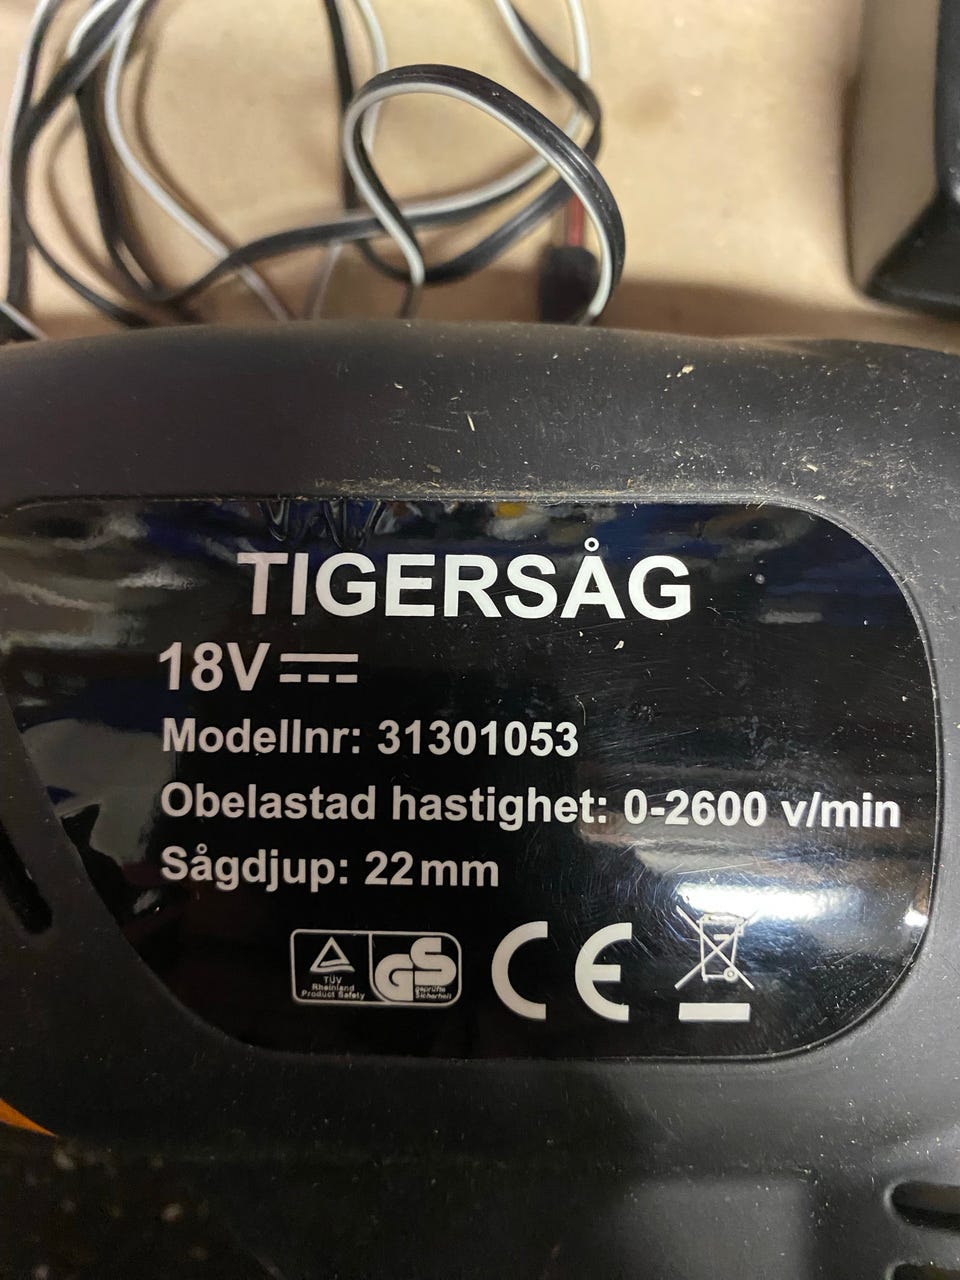 TIGERSÅG
18V
Modellnr: 31301053
Obelastad hastighet: 0-2600 v/min
Sågdjup: 22mm
TÜV
Rheinland
Product Safety
GS
geprüfte
Sicherheit
CE